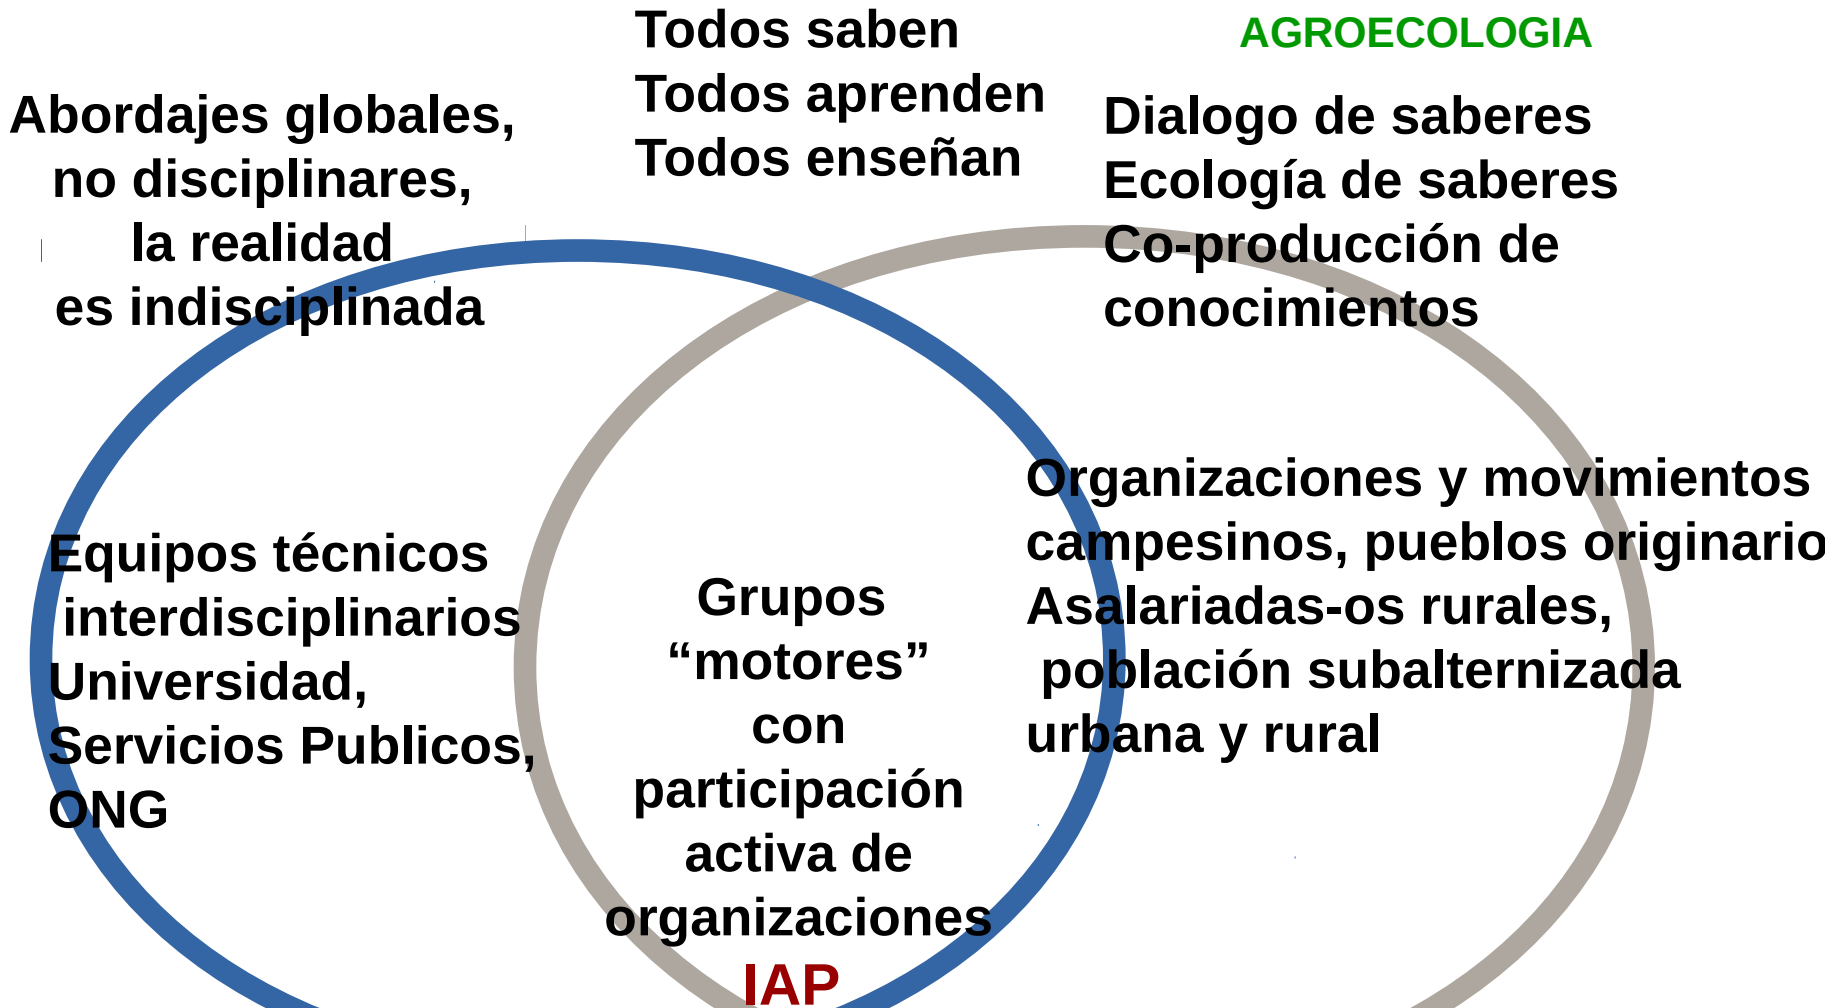 Todos saben
Todos aprenden
Todos enseñan
AGROECOLOGIA
Abordajes globales,
no disciplinares,
la realidad
es indisciplinada
Dialogo de saberes
Ecología de saberes
Co-producción de
conocimientos
Equipos técnicos
interdisciplinarios
Universidad,
Servicios Publicos,
ONG
Grupos
“motores”
con
participación
activa de
organizaciones
IAP
Organizaciones y movimientos
campesinos, pueblos originario
Asalariadas-os rurales,
población subalternizada
urbana y rural